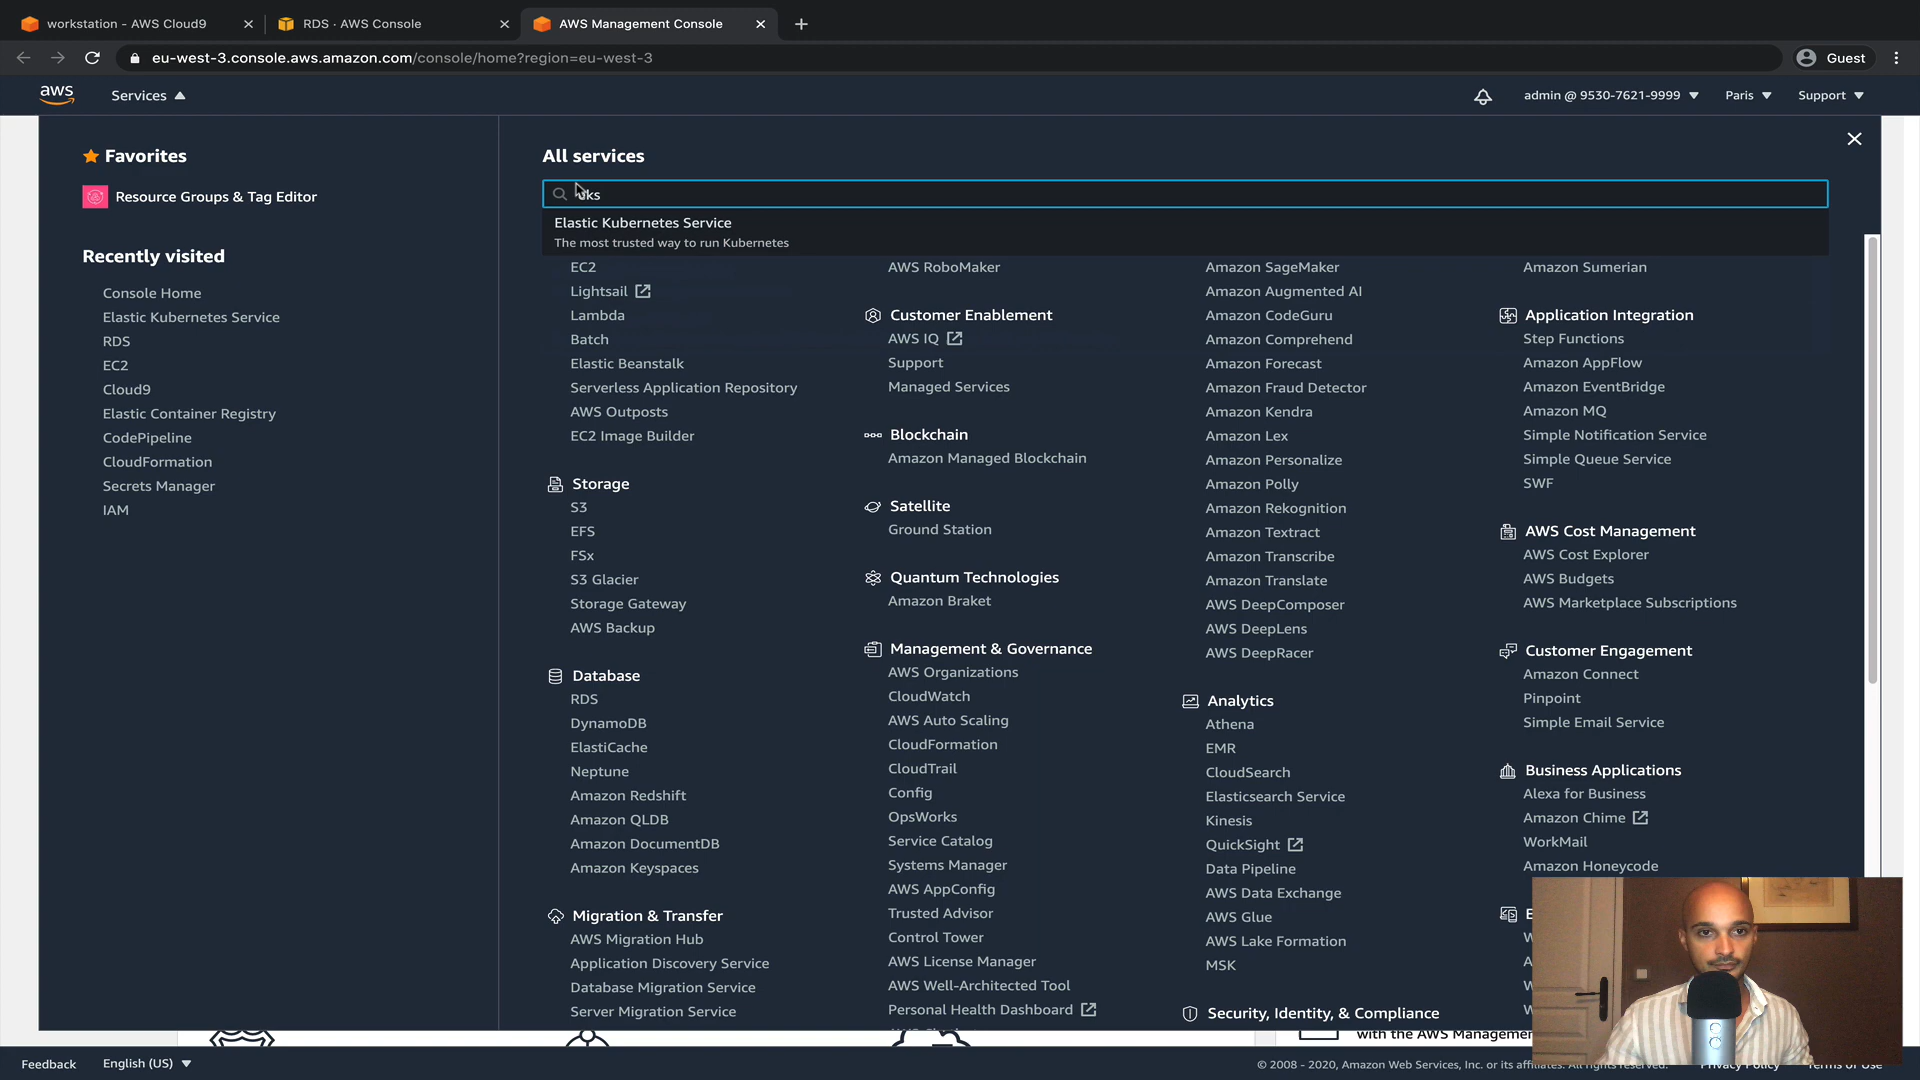 workstation - AWS Cloud9
RDS · AWS Console
AWS Management Console
eu-west-3.console.aws.amazon.com/console/home?region=eu-west-3
Guest
aws
Services
admin @ 9530-7621-9999
Paris
Support
Favorites
Resource Groups & Tag Editor
Recently visited
Console Home
Elastic Kubernetes Service
RDS
EC2
Cloud9
Elastic Container Registry
CodePipeline
CloudFormation
Secrets Manager
IAM
All services
Elastic Kubernetes Service
The most trusted way to run Kubernetes
EC2
Lightsail
Lambda
Batch
Elastic Beanstalk
Serverless Application Repository
AWS Outposts
EC2 Image Builder
Storage
S3
EFS
FSx
S3 Glacier
Storage Gateway
AWS Backup
Database
RDS
DynamoDB
ElastiCache
Neptune
Amazon Redshift
Amazon QLDB
Amazon DocumentDB
Amazon Keyspaces
Migration & Transfer
AWS Migration Hub
Application Discovery Service
Database Migration Service
Server Migration Service
AWS RoboMaker
Customer Enablement
AWS IQ
Support
Managed Services
Blockchain
Amazon Managed Blockchain
Satellite
Ground Station
Quantum Technologies
Amazon Braket
Management & Governance
AWS Organizations
CloudWatch
AWS Auto Scaling
CloudFormation
CloudTrail
Config
OpsWorks
Service Catalog
Systems Manager
AWS AppConfig
Trusted Advisor
Control Tower
AWS License Manager
AWS Well-Architected Tool
Personal Health Dashboard
Amazon SageMaker
Amazon Augmented AI
Amazon CodeGuru
Amazon Comprehend
Amazon Forecast
Amazon Fraud Detector
Amazon Kendra
Amazon Lex
Amazon Personalize
Amazon Polly
Amazon Rekognition
Amazon Textract
Amazon Transcribe
Amazon Translate
AWS DeepComposer
AWS DeepLens
AWS DeepRacer
Analytics
Athena
EMR
CloudSearch
Elasticsearch Service
Kinesis
QuickSight
Data Pipeline
AWS Data Exchange
AWS Glue
AWS Lake Formation
MSK
Security, Identity, & Compliance
Amazon Sumerian
Application Integration
Step Functions
Amazon AppFlow
Amazon EventBridge
Amazon MQ
Simple Notification Service
Simple Queue Service
SWF
AWS Cost Management
AWS Cost Explorer
AWS Budgets
AWS Marketplace Subscriptions
Customer Engagement
Amazon Connect
Pinpoint
Simple Email Service
Business Applications
Alexa for Business
Amazon Chime
WorkMail
Amazon Honeycode
with the AWS
Feedback
English (US)
© 2008 - 2020, Amazon Web Services, Inc. or its